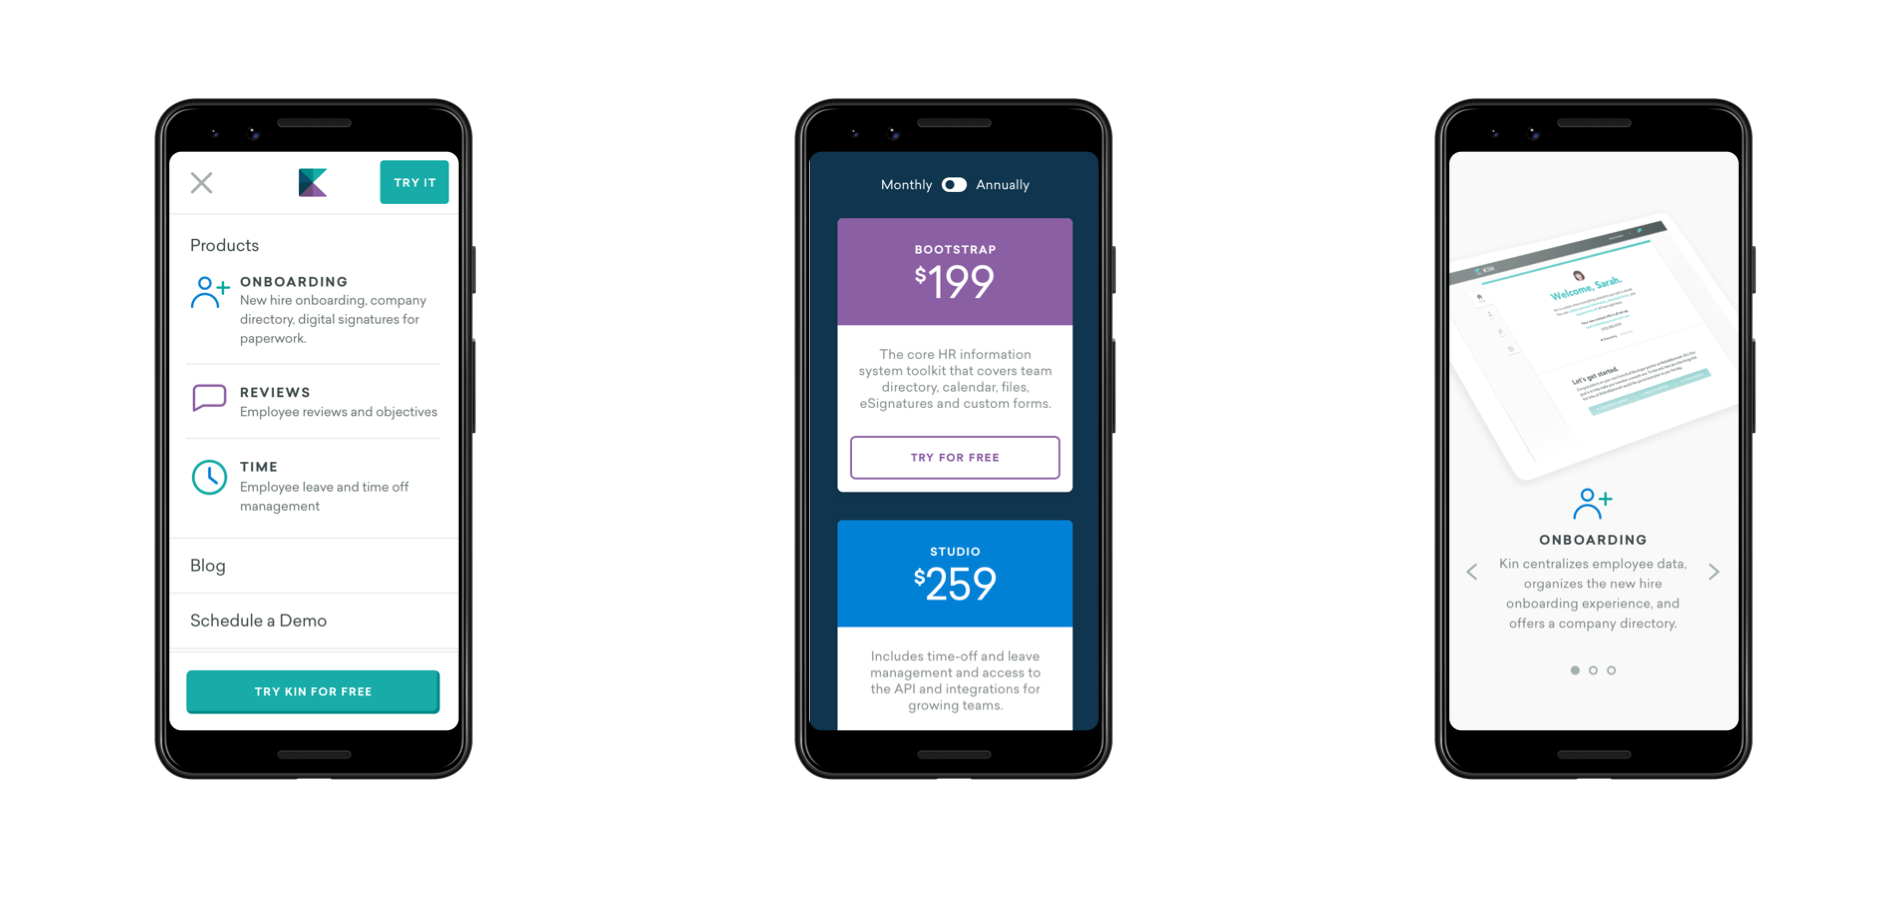 TRY IT
Products
ONBOARDING
New hire onboarding, company
directory, digital signatures for
paperwork.
REVIEWS
Employee reviews and objectives
TIME
Employee leave and time off
management
Blog
Schedule a Demo
TRY KIN FOR FREE
Monthly Annually
BOOTSTRAP
$199
The core HR information
system toolkit that covers team
directory, calendar, files,
eSignatures and custom forms.
TRY FOR FREE
STUDIO
$259
Includes time-off and leave
management and access to
the API and integrations for
growing teams.
KIN
Welcome, Sarah.
Let's get started.
ONBOARDING
Kin centralizes employee data,
organizes the new hire
onboarding experience, and
offers a company directory.